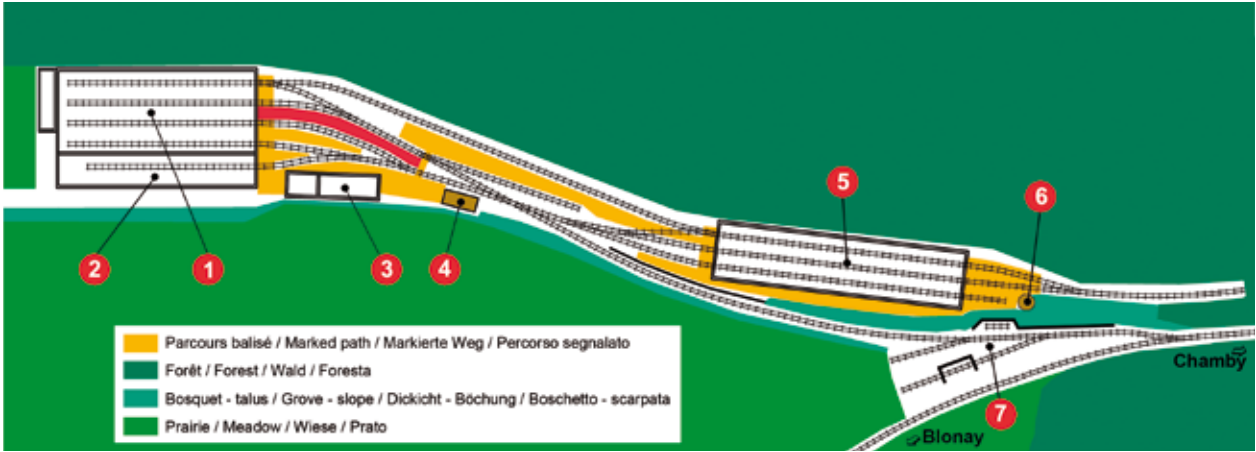 5
6
2
1
3
4
Parcours balisé / Marked path / Markierte Weg / Percorso segnalato
Forêt / Forest / Wald / Foresta
Bosquet - talus / Grove - slope / Dickicht - Böchung / Boschetto - scarpata
Prairie / Meadow / Wiese / Prato
Chamby
7
Blonay